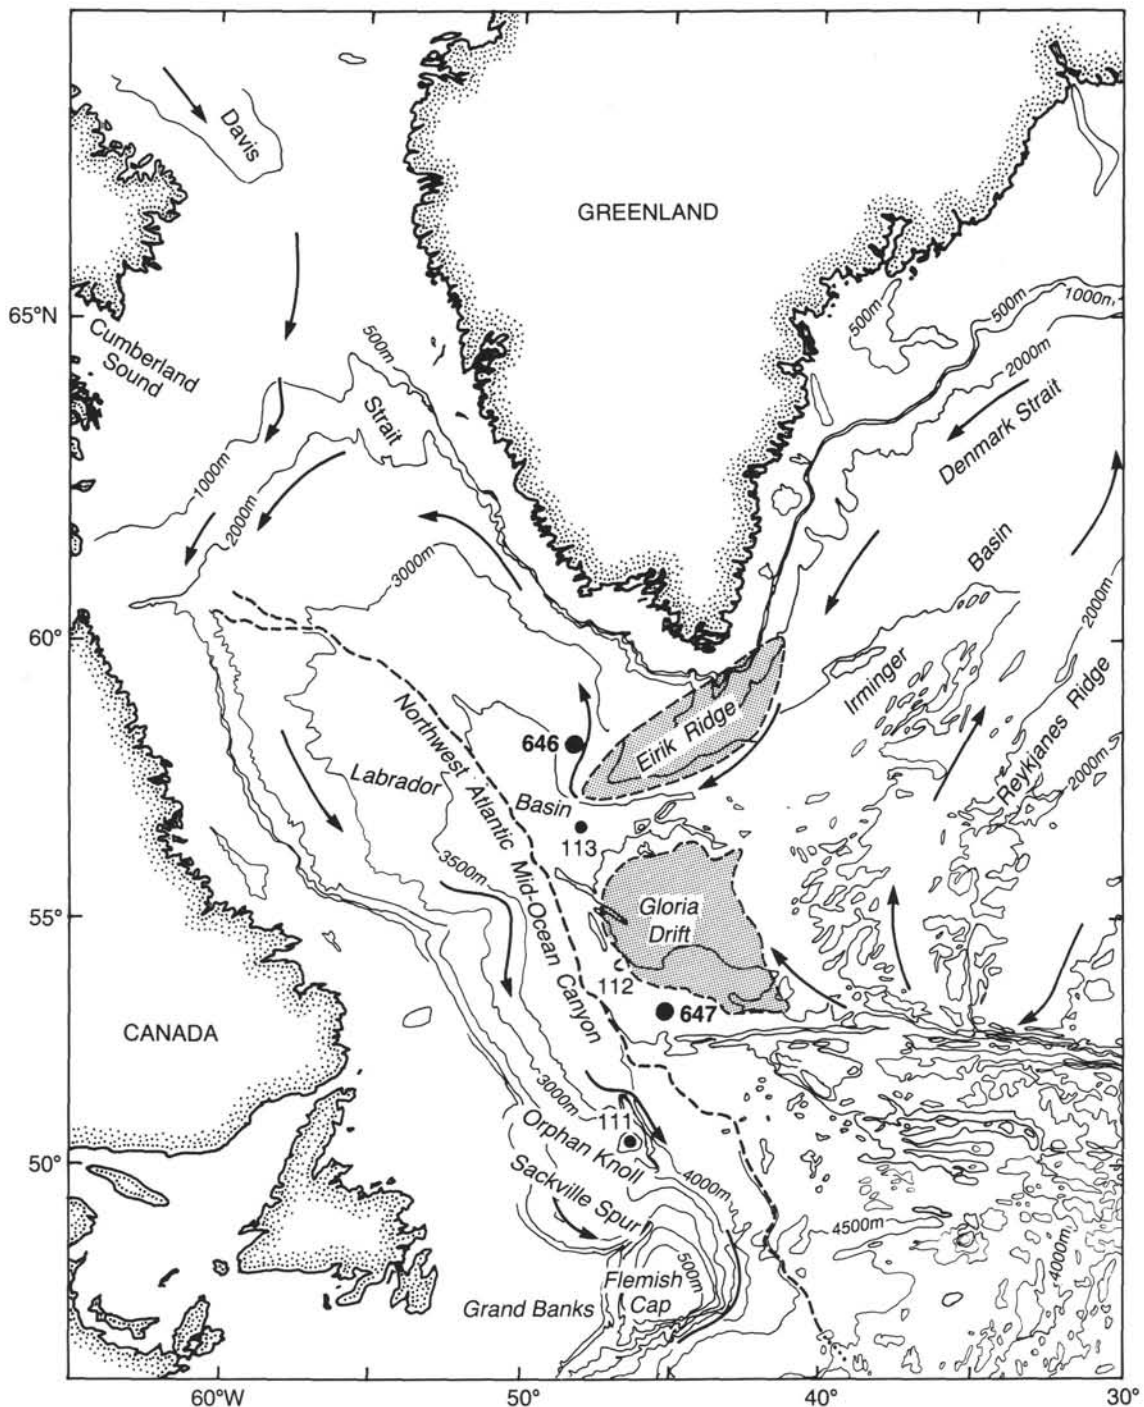 Davis
GREENLAND
65°N
Cumberland
Sound
500m
500m
500m
1000m
2000m
Denmark Strait
Strait
1000m
2000m
3000m
Basin
2000m
60°
Irminger
Eirik Ridge
Reykjanes Ridge
2000m
Northwest Atlantic Mid-Ocean Canyon
646
Labrador
Basin
113
3500m
55°
Gloria
Drift
112
647
CANADA
3000m
111
Orphan Knoll
50°
Sackville Spur
4000m
4500m
4000m
500m
Flemish
Cap
Grand Banks
60°W
50°
40°
30°